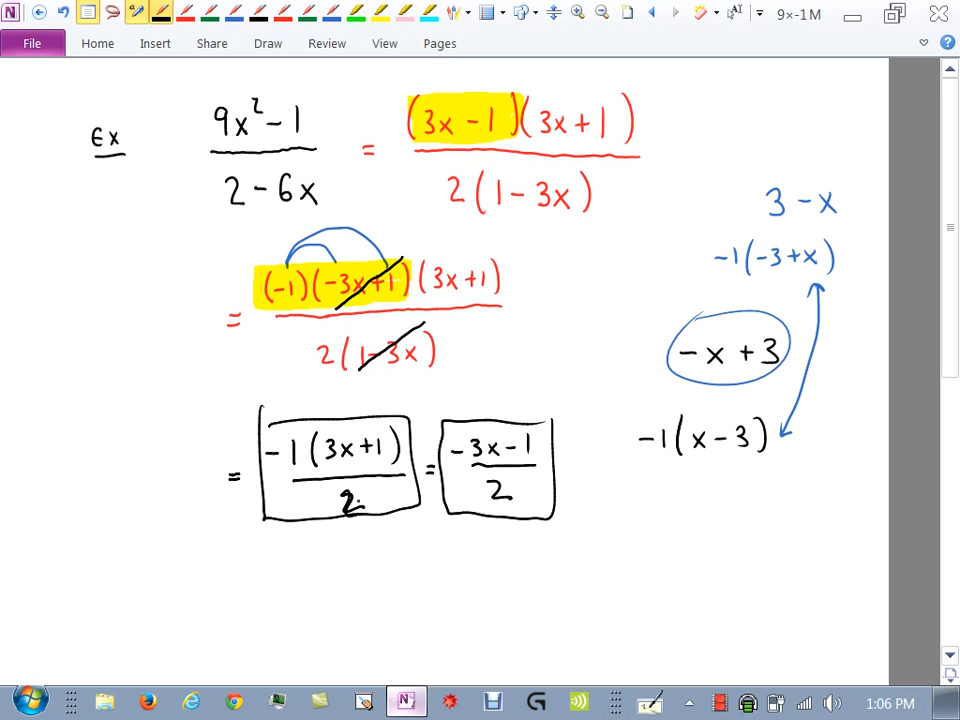 9×-1M
File Home Insert Share Draw Review View Pages
Ex
9x² - 1 / 2 - 6x = (3x - 1)(3x + 1) / 2(1 - 3x)
3 - x
-1(-3+x)
= (-1)(-3x+1)(3x+1) / 2(1-3x)
-x + 3
-1(x - 3)
= -1(3x+1) / 2 = -3x - 1 / 2
1:06 PM